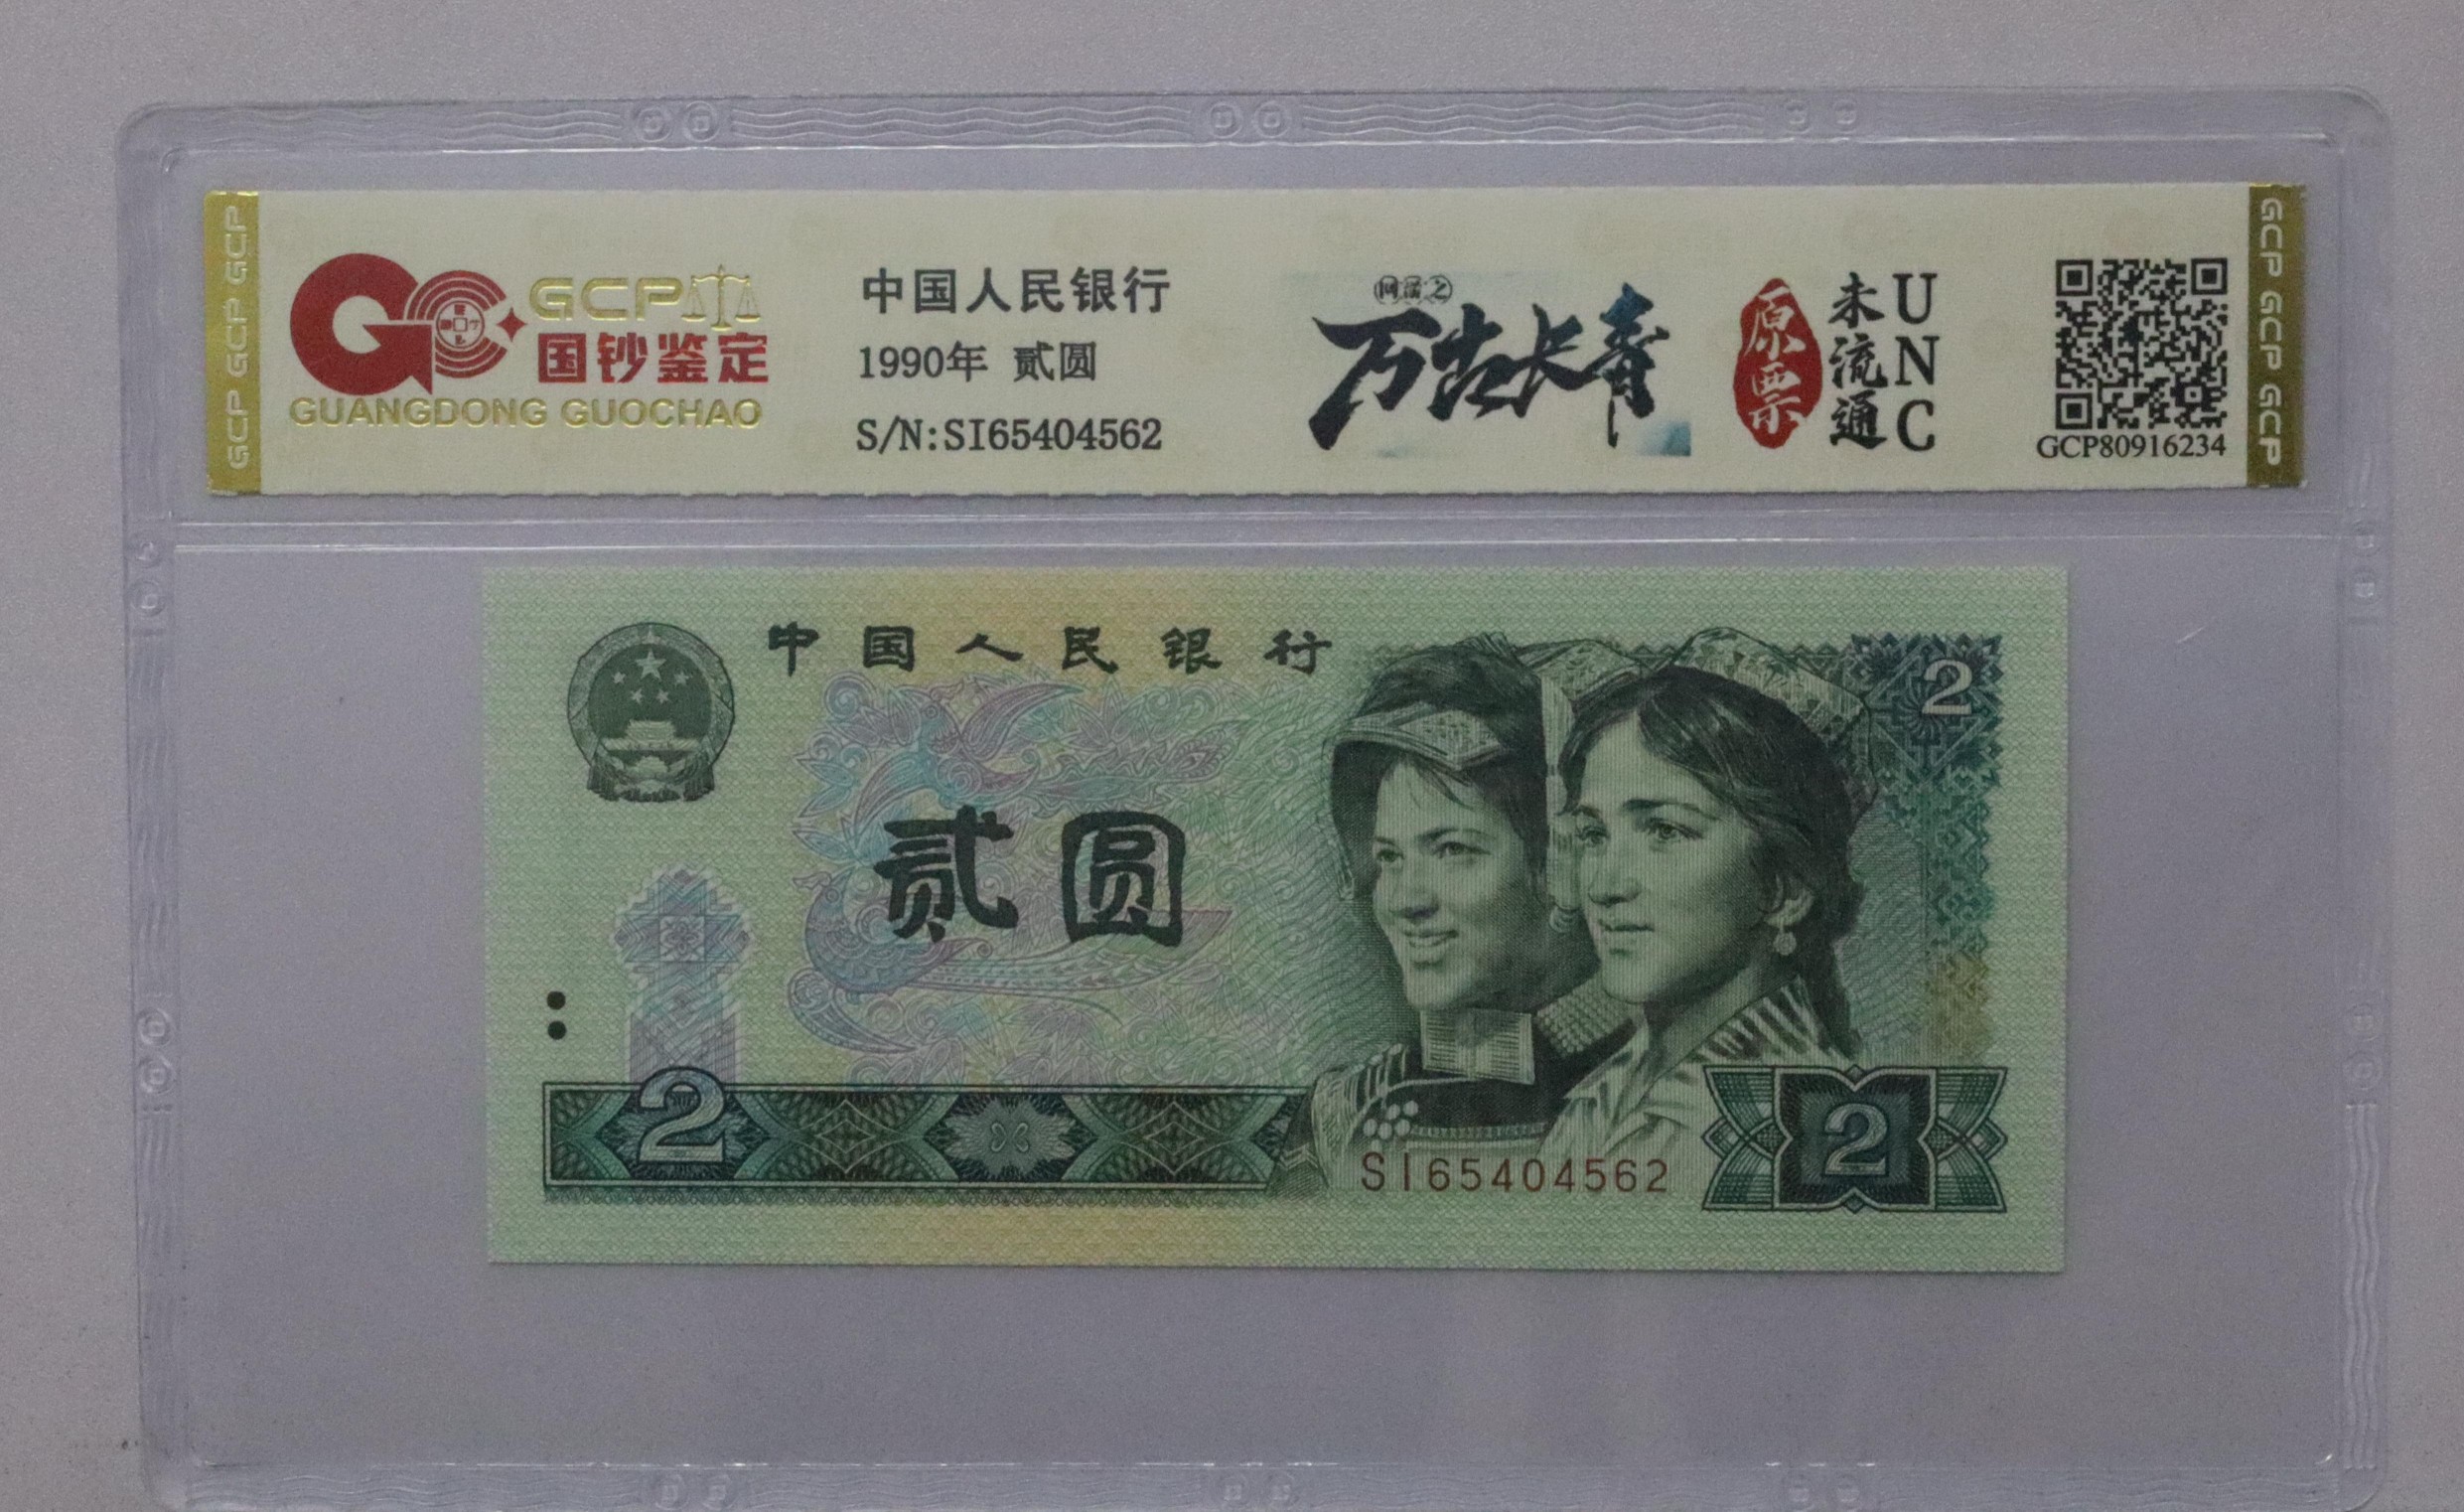 GCP GCP GCP
GCP
国钞鉴定
GUANGDONG GUOCHAO
中国人民银行
1990年 贰圆
S/N:SI65404562
万古长青
原票
未流通
UNC
GCP80916234
GCP GCP GCP
中国人民银行
2
贰圆
2
SI65404562
2